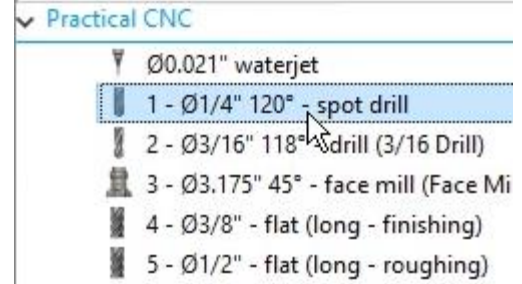 Practical CNC
Ø0.021" waterjet
1 - Ø1/4" 120° - spot drill
2 - Ø3/16" 118° drill (3/16 Drill)
3 - Ø3.175" 45° - face mill (Face Mi
4 - Ø3/8" - flat (long - finishing)
5 - Ø1/2" - flat (long - roughing)